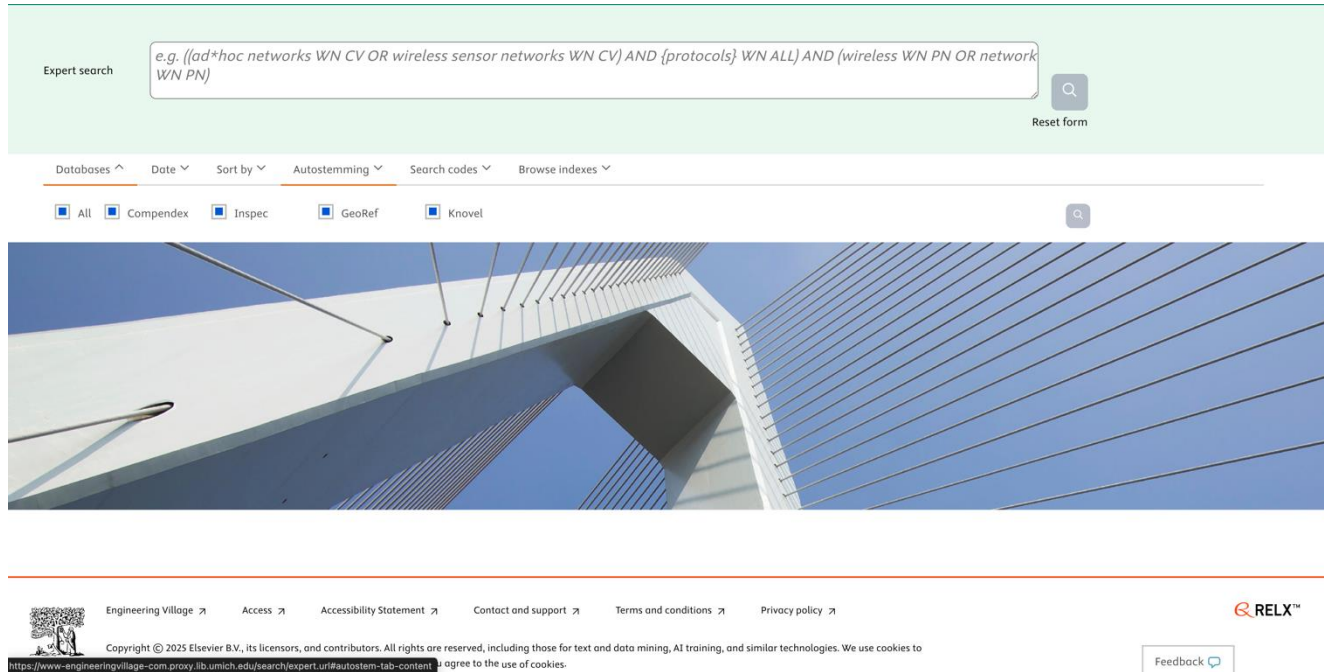 Expert search
e.g. ((ad*hoc networks WN CV OR wireless sensor networks WN CV) AND {protocols} WN ALL) AND (wireless WN PN OR network
WN PN)
Reset form
Databases Date Sort by Autostemming Search codes Browse indexes
All Compendex Inspec GeoRef Knovel
Engineering Village Access Accessibility Statement Contact and support Terms and conditions Privacy policy
RELX™
Copyright © 2025 Elsevier B.V., its licensors, and contributors. All rights are reserved, including those for text and data mining, AI training, and similar technologies. We use cookies to
https://www-engineeringvillage-com.proxy.lib.umich.edu/search/expert.url#autostem-tab-content u agree to the use of cookies.
Feedback